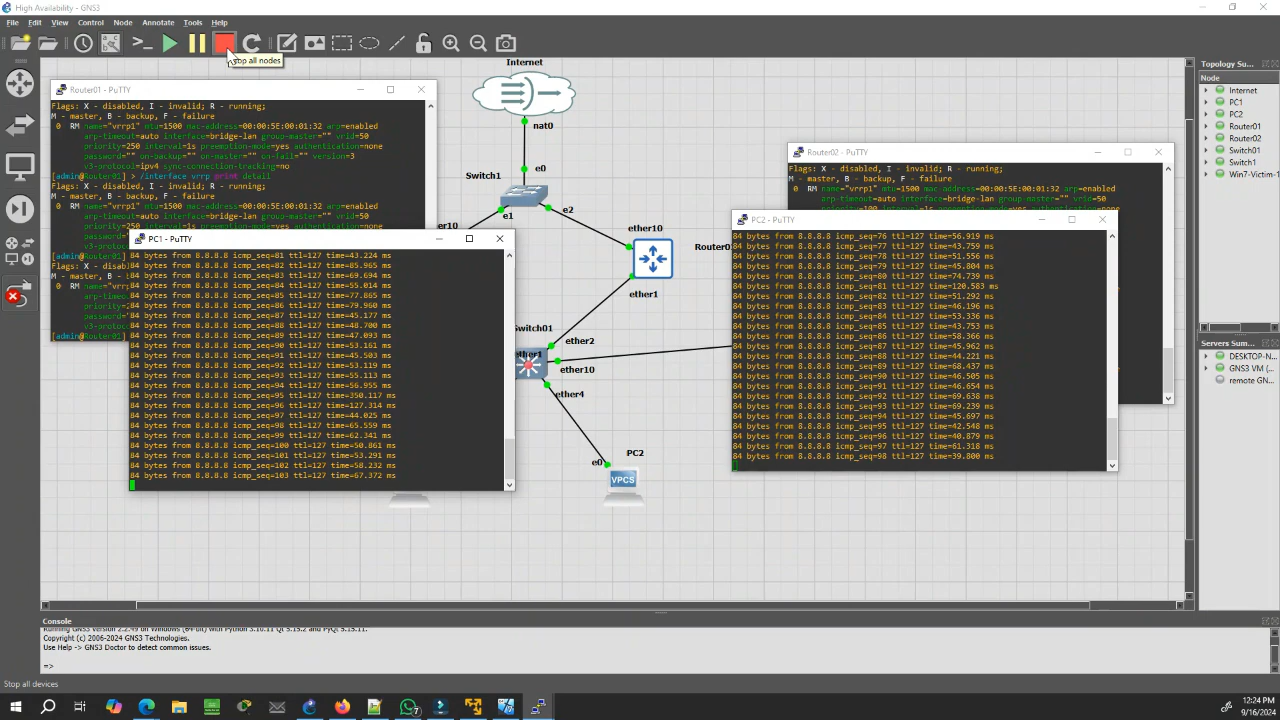 High Availability - GNS3
File Edit View Control Node Annotate Tools Help
Stop all nodes
Internet
nat0
e0
Switch1
e1
e2
ether10
ether1
ether2
ether10
ether4
ether1
e0
PC2
VPCS
Router01 - PuTTY
Flags: X - disabled, I - invalid; R - running;
M - master, B - backup, F - failure
0 RM name="vrrp1" mtu=1500 mac-address=00:00:5E:00:01:32 arp=enabled
arp-timeout=auto interface=bridge-lan group-master="" vrid=50
priority=250 interval=1s preemption-mode=yes authentication=none
password="" on-backup="" on-master="" on-fail="" version=3
v3-protocol=ipv4 sync-connection-tracking=no
[admin@Router01] > /interface vrrp print detail
Flags: X - disabled, I - invalid; R - running;
M - master, B - backup, F - failure
0 RM name="vrrp1" mtu=1500 mac-address=00:00:5E:00:01:32 arp=enabled
arp-timeout=auto interface=bridge-lan group-master="" vrid=50
priority=250 interval=1s preemption-mode=yes authentication=none
PC1 - PuTTY
84 bytes from 8.8.8.8 icmp_seq=81 ttl=127 time=43.224 ms
84 bytes from 8.8.8.8 icmp_seq=82 ttl=127 time=85.965 ms
84 bytes from 8.8.8.8 icmp_seq=83 ttl=127 time=69.694 ms
84 bytes from 8.8.8.8 icmp_seq=84 ttl=127 time=55.014 ms
84 bytes from 8.8.8.8 icmp_seq=85 ttl=127 time=77.865 ms
84 bytes from 8.8.8.8 icmp_seq=86 ttl=127 time=79.960 ms
84 bytes from 8.8.8.8 icmp_seq=87 ttl=127 time=45.177 ms
84 bytes from 8.8.8.8 icmp_seq=88 ttl=127 time=48.700 ms
84 bytes from 8.8.8.8 icmp_seq=89 ttl=127 time=47.093 ms
84 bytes from 8.8.8.8 icmp_seq=90 ttl=127 time=53.161 ms
84 bytes from 8.8.8.8 icmp_seq=91 ttl=127 time=45.503 ms
84 bytes from 8.8.8.8 icmp_seq=92 ttl=127 time=53.119 ms
84 bytes from 8.8.8.8 icmp_seq=93 ttl=127 time=55.113 ms
84 bytes from 8.8.8.8 icmp_seq=94 ttl=127 time=56.955 ms
84 bytes from 8.8.8.8 icmp_seq=95 ttl=127 time=350.117 ms
84 bytes from 8.8.8.8 icmp_seq=96 ttl=127 time=127.314 ms
84 bytes from 8.8.8.8 icmp_seq=97 ttl=127 time=44.025 ms
84 bytes from 8.8.8.8 icmp_seq=98 ttl=127 time=65.559 ms
84 bytes from 8.8.8.8 icmp_seq=99 ttl=127 time=62.341 ms
84 bytes from 8.8.8.8 icmp_seq=100 ttl=127 time=50.861 ms
84 bytes from 8.8.8.8 icmp_seq=101 ttl=127 time=53.291 ms
84 bytes from 8.8.8.8 icmp_seq=102 ttl=127 time=58.232 ms
84 bytes from 8.8.8.8 icmp_seq=103 ttl=127 time=67.372 ms
Router02 - PuTTY
Flags: X - disabled, I - invalid; R - running;
M - master, B - backup, F - failure
0 RM name="vrrp1" mtu=1500 mac-address=00:00:5E:00:01:32 arp=enabled
arp-timeout=auto interface=bridge-lan group-master="" vrid=50
PC2 - PuTTY
84 bytes from 8.8.8.8 icmp_seq=76 ttl=127 time=56.919 ms
84 bytes from 8.8.8.8 icmp_seq=77 ttl=127 time=43.759 ms
84 bytes from 8.8.8.8 icmp_seq=78 ttl=127 time=51.556 ms
84 bytes from 8.8.8.8 icmp_seq=79 ttl=127 time=45.804 ms
84 bytes from 8.8.8.8 icmp_seq=80 ttl=127 time=74.739 ms
84 bytes from 8.8.8.8 icmp_seq=81 ttl=127 time=120.583 ms
84 bytes from 8.8.8.8 icmp_seq=82 ttl=127 time=51.292 ms
84 bytes from 8.8.8.8 icmp_seq=83 ttl=127 time=46.196 ms
84 bytes from 8.8.8.8 icmp_seq=84 ttl=127 time=53.336 ms
84 bytes from 8.8.8.8 icmp_seq=85 ttl=127 time=43.753 ms
84 bytes from 8.8.8.8 icmp_seq=86 ttl=127 time=58.366 ms
84 bytes from 8.8.8.8 icmp_seq=87 ttl=127 time=45.962 ms
84 bytes from 8.8.8.8 icmp_seq=88 ttl=127 time=44.221 ms
84 bytes from 8.8.8.8 icmp_seq=89 ttl=127 time=68.437 ms
84 bytes from 8.8.8.8 icmp_seq=90 ttl=127 time=46.505 ms
84 bytes from 8.8.8.8 icmp_seq=91 ttl=127 time=46.654 ms
84 bytes from 8.8.8.8 icmp_seq=92 ttl=127 time=69.638 ms
84 bytes from 8.8.8.8 icmp_seq=93 ttl=127 time=69.239 ms
84 bytes from 8.8.8.8 icmp_seq=94 ttl=127 time=45.697 ms
84 bytes from 8.8.8.8 icmp_seq=95 ttl=127 time=42.548 ms
84 bytes from 8.8.8.8 icmp_seq=96 ttl=127 time=40.879 ms
84 bytes from 8.8.8.8 icmp_seq=97 ttl=127 time=61.318 ms
84 bytes from 8.8.8.8 icmp_seq=98 ttl=127 time=39.800 ms
Topology Su...
Node
Internet
PC1
PC2
Router01
Router02
Switch01
Switch1
Win7-Victim-1
Servers Summ...
DESKTOP-N...
GNS3 VM (...
remote GN...
Console
Running GNS3 version 2.2.49 on Windows (64-bit) with Python 3.10.11 Qt 5.15.2 and PyQt 5.15.11.
Copyright (c) 2006-2024 GNS3 Technologies.
Use Help -> GNS3 Doctor to detect common issues.
=>
Stop all devices
12:24 PM
9/16/2024